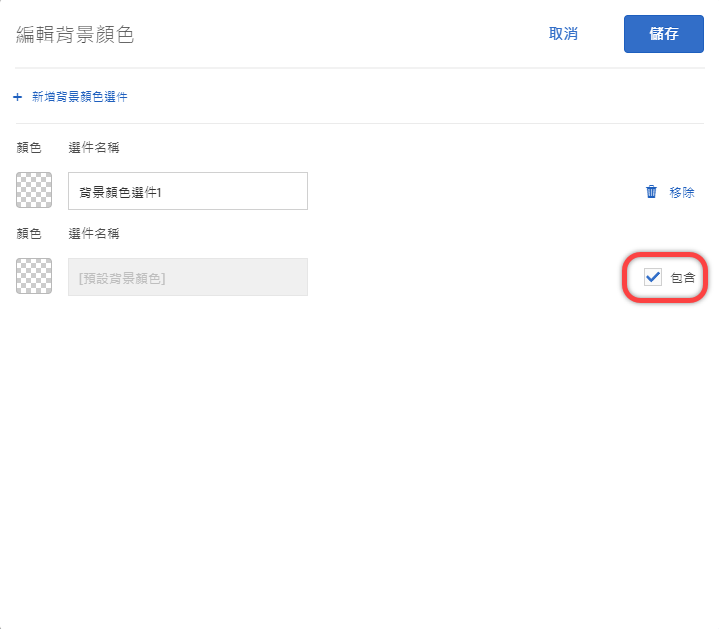 編輯背景顏色
取消
儲存
+ 新增背景顏色選件
顏色 選件名稱
背景顏色選件1
移除
顏色 選件名稱
[預設背景顏色]
包含